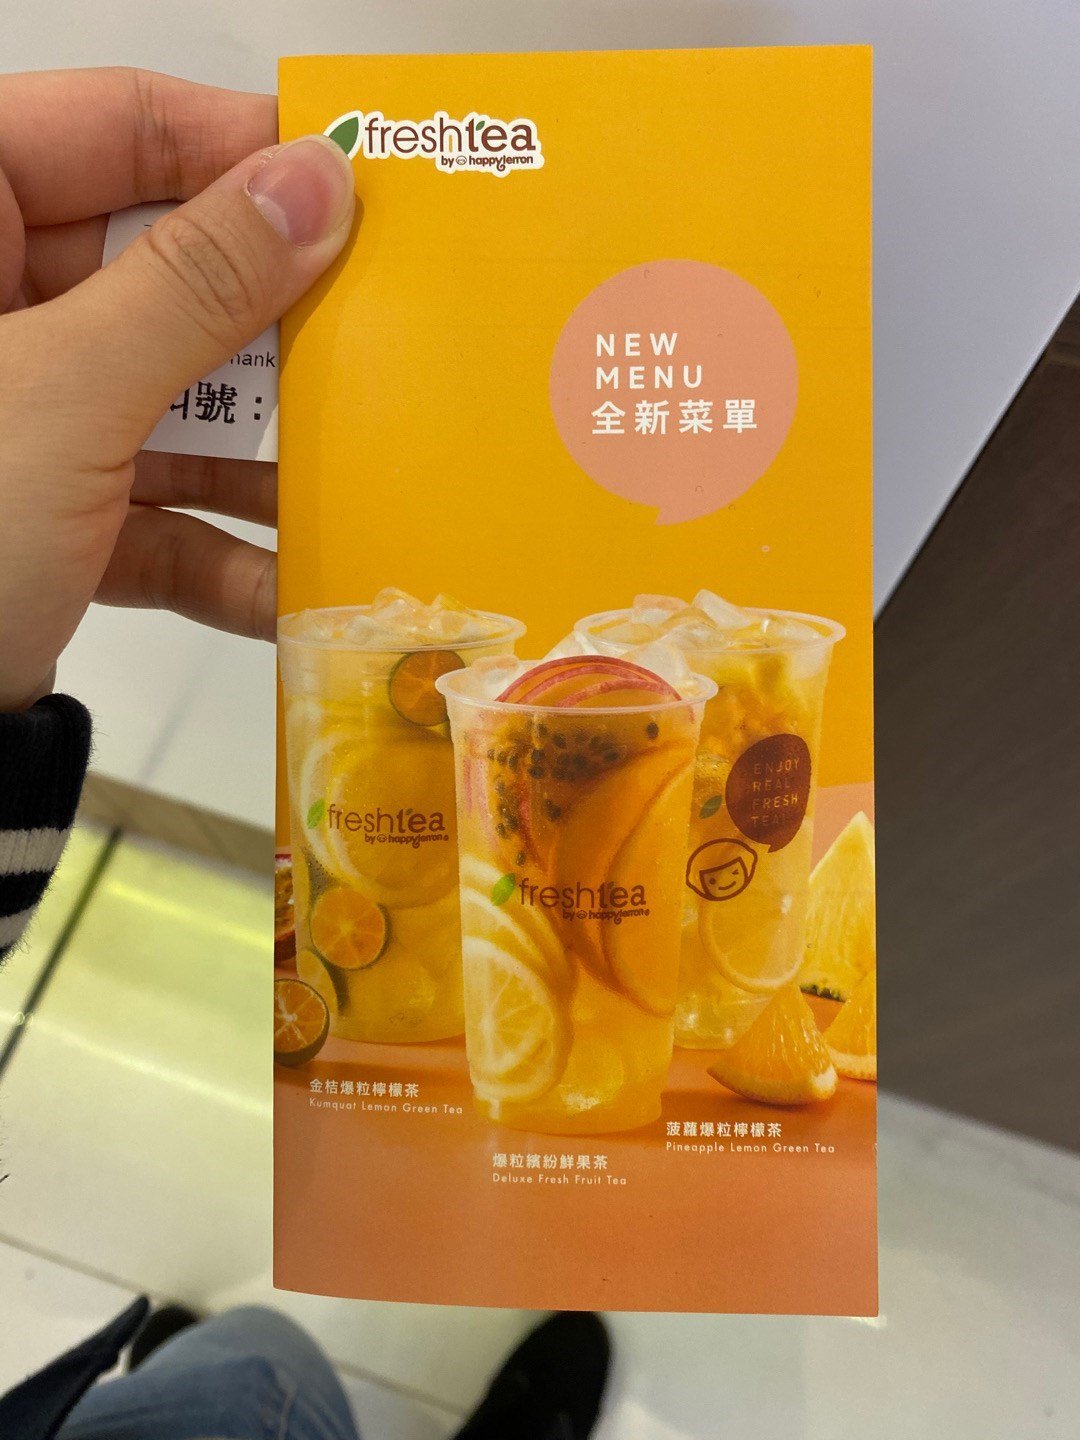 freshtea
by happylemon
NEW
MENU
全新菜單
hank
號：
freshtea
by happylemon
freshtea
by happylemon
ENJOY
REAL
FRESH
TEA!
金桔爆粒檸檬茶
Kumquat Lemon Green Tea
爆粒繽紛鮮果茶
Deluxe Fresh Fruit Tea
菠蘿爆粒檸檬茶
Pineapple Lemon Green Tea